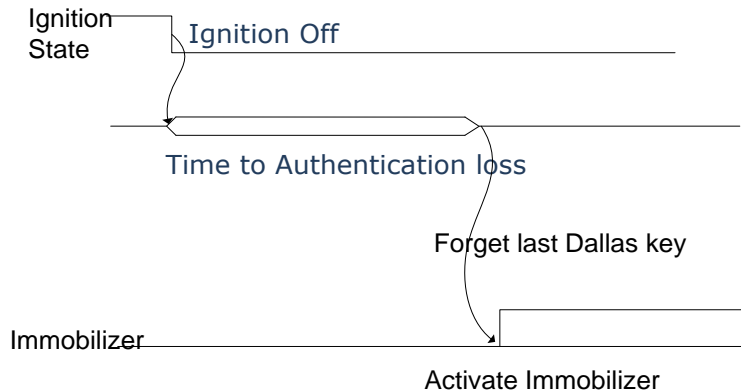 Ignition
State
Ignition Off
Time to Authentication loss
Forget last Dallas key
Immobilizer
Activate Immobilizer